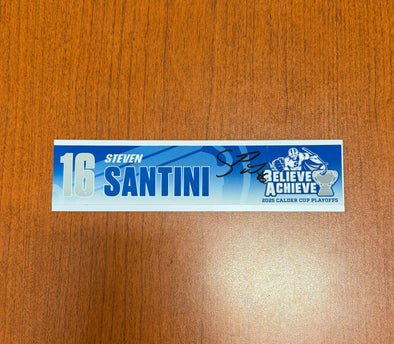 16
STEVEN
SANTINI
BELIEVE
ACHIEVE
2025 CALDER CUP PLAYOFFS